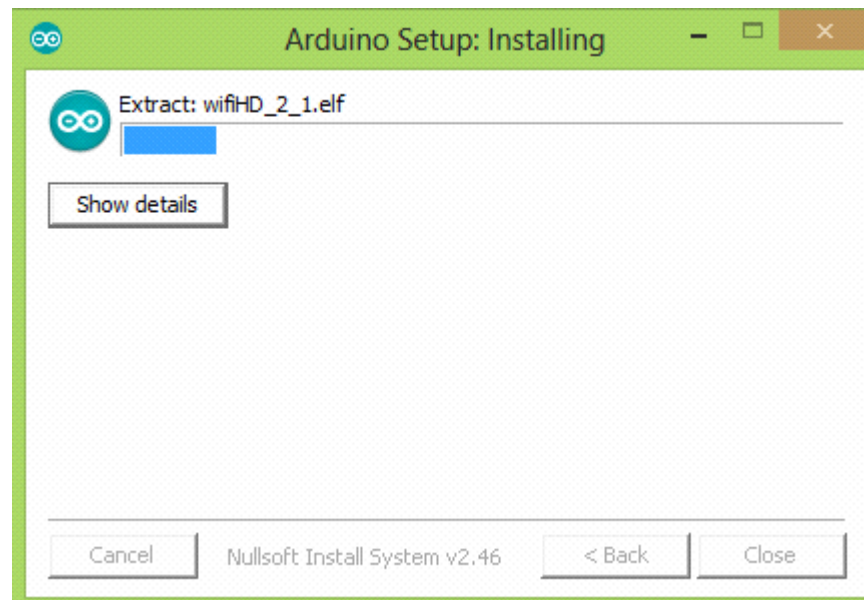 Arduino Setup: Installing
Extract: wifiHD_2_1.elf
Show details
Cancel Nullsoft Install System v2.46 < Back Close